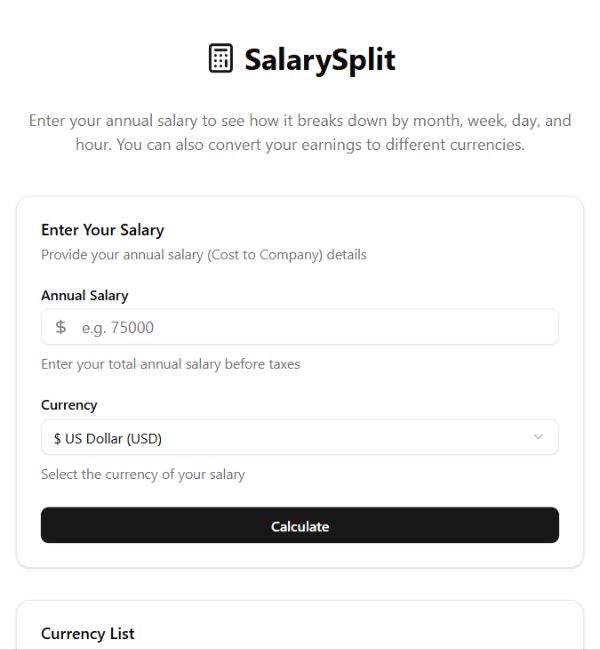 SalarySplit
Enter your annual salary to see how it breaks down by month, week, day, and
hour. You can also convert your earnings to different currencies.
Enter Your Salary
Provide your annual salary (Cost to Company) details
Annual Salary
$ e.g. 75000
Enter your total annual salary before taxes
Currency
$ US Dollar (USD)
Select the currency of your salary
Calculate
Currency List